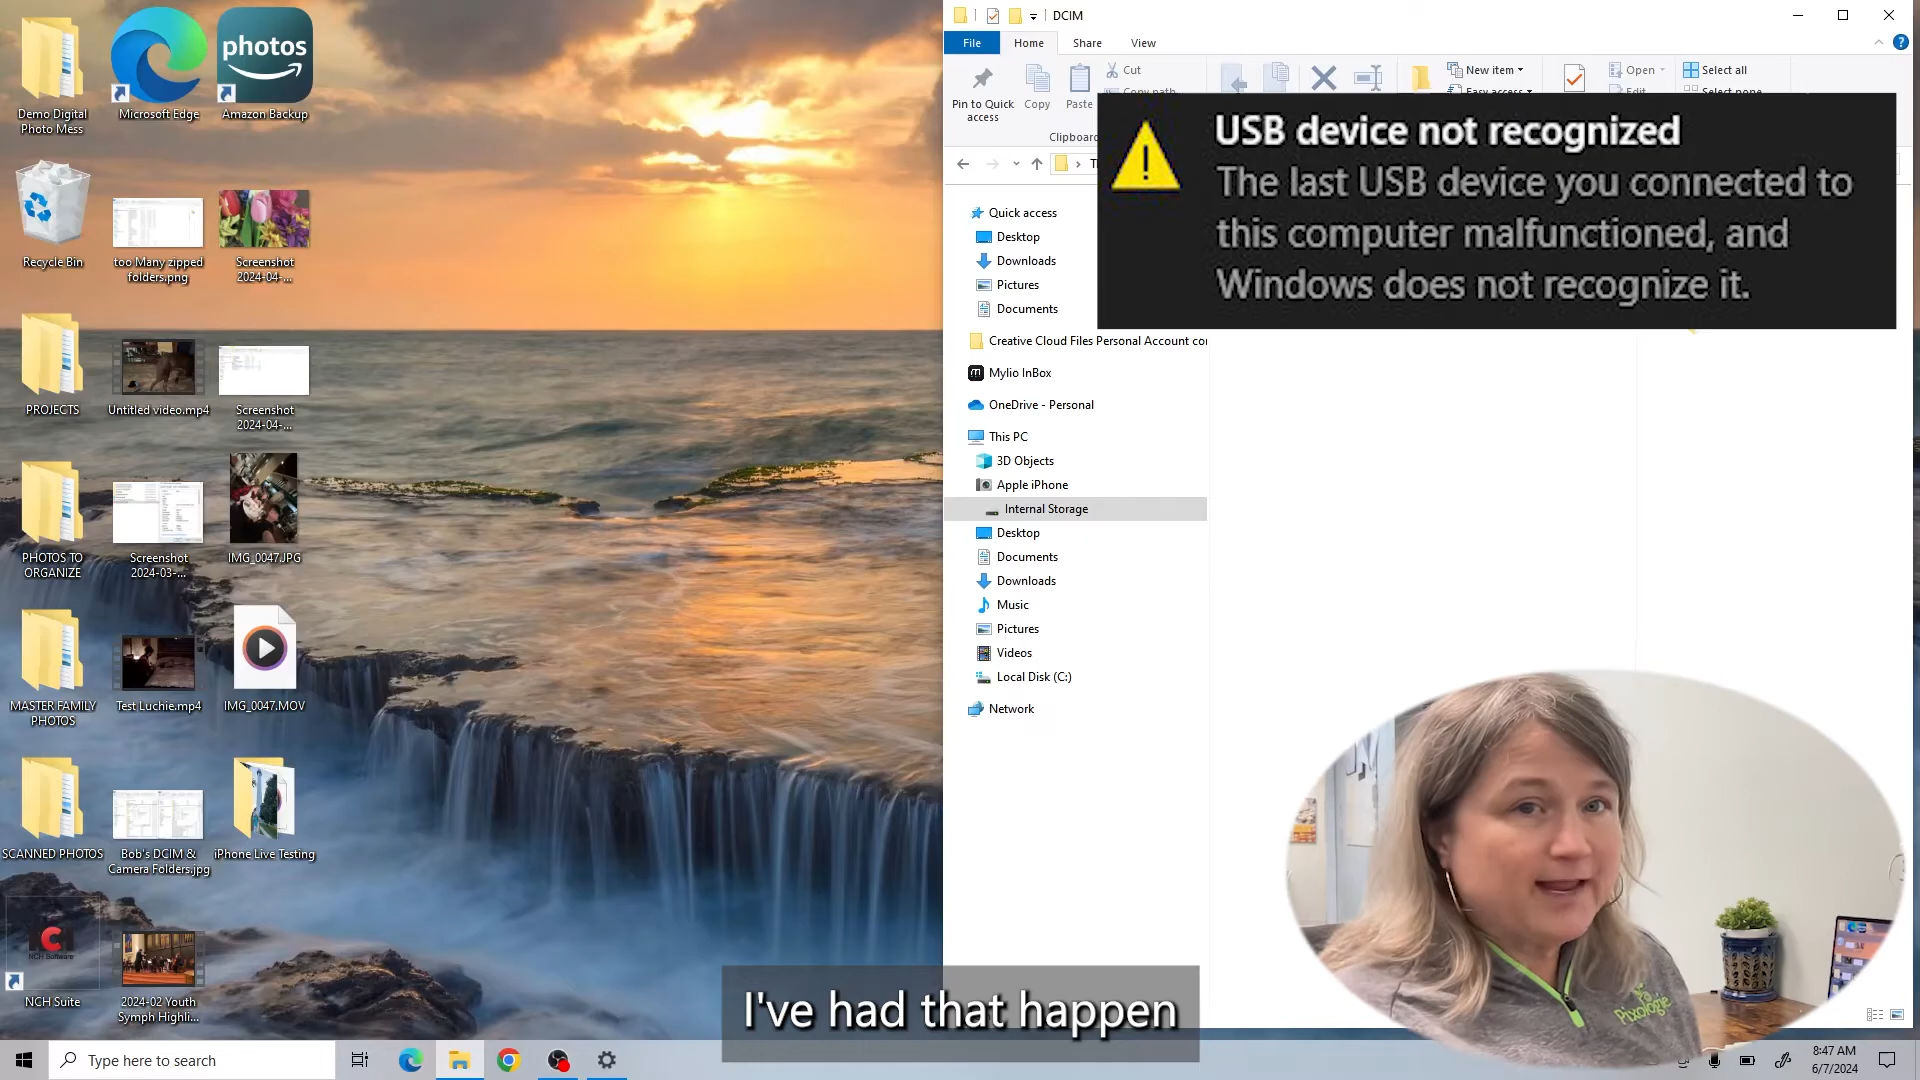 DCIM
File
Home
Share
View
Pin to Quick
access
Copy
Paste
Cut
Copy path
Clipboard
New item
Easy access
Open
Edit
Select all
Select none
USB device not recognized
The last USB device you connected to
this computer malfunctioned, and
Windows does not recognize it.
Quick access
Desktop
Downloads
Pictures
Documents
Creative Cloud Files Personal Account
Mylio InBox
OneDrive - Personal
This PC
3D Objects
Apple iPhone
Internal Storage
Desktop
Documents
Downloads
Music
Pictures
Videos
Local Disk (C:)
Network
Demo Digital
Photo Mess
Microsoft Edge
photos
Amazon Backup
Recycle Bin
too Many zipped
folders.png
Screenshot
2024-04-...
PROJECTS
Untitled video.mp4
Screenshot
2024-04-...
PHOTOS TO
ORGANIZE
Screenshot
2024-03-...
IMG_0047.JPG
MASTER FAMILY
PHOTOS
Test Luchie.mp4
IMG_0047.MOV
SCANNED PHOTOS
Bob's DCIM &
Camera Folders.jpg
iPhone Live Testing
NCH Software
NCH Suite
2024-02 Youth
Symph Highli...
I've had that happen
Pixologie
Type here to search
8:47 AM
6/7/2024